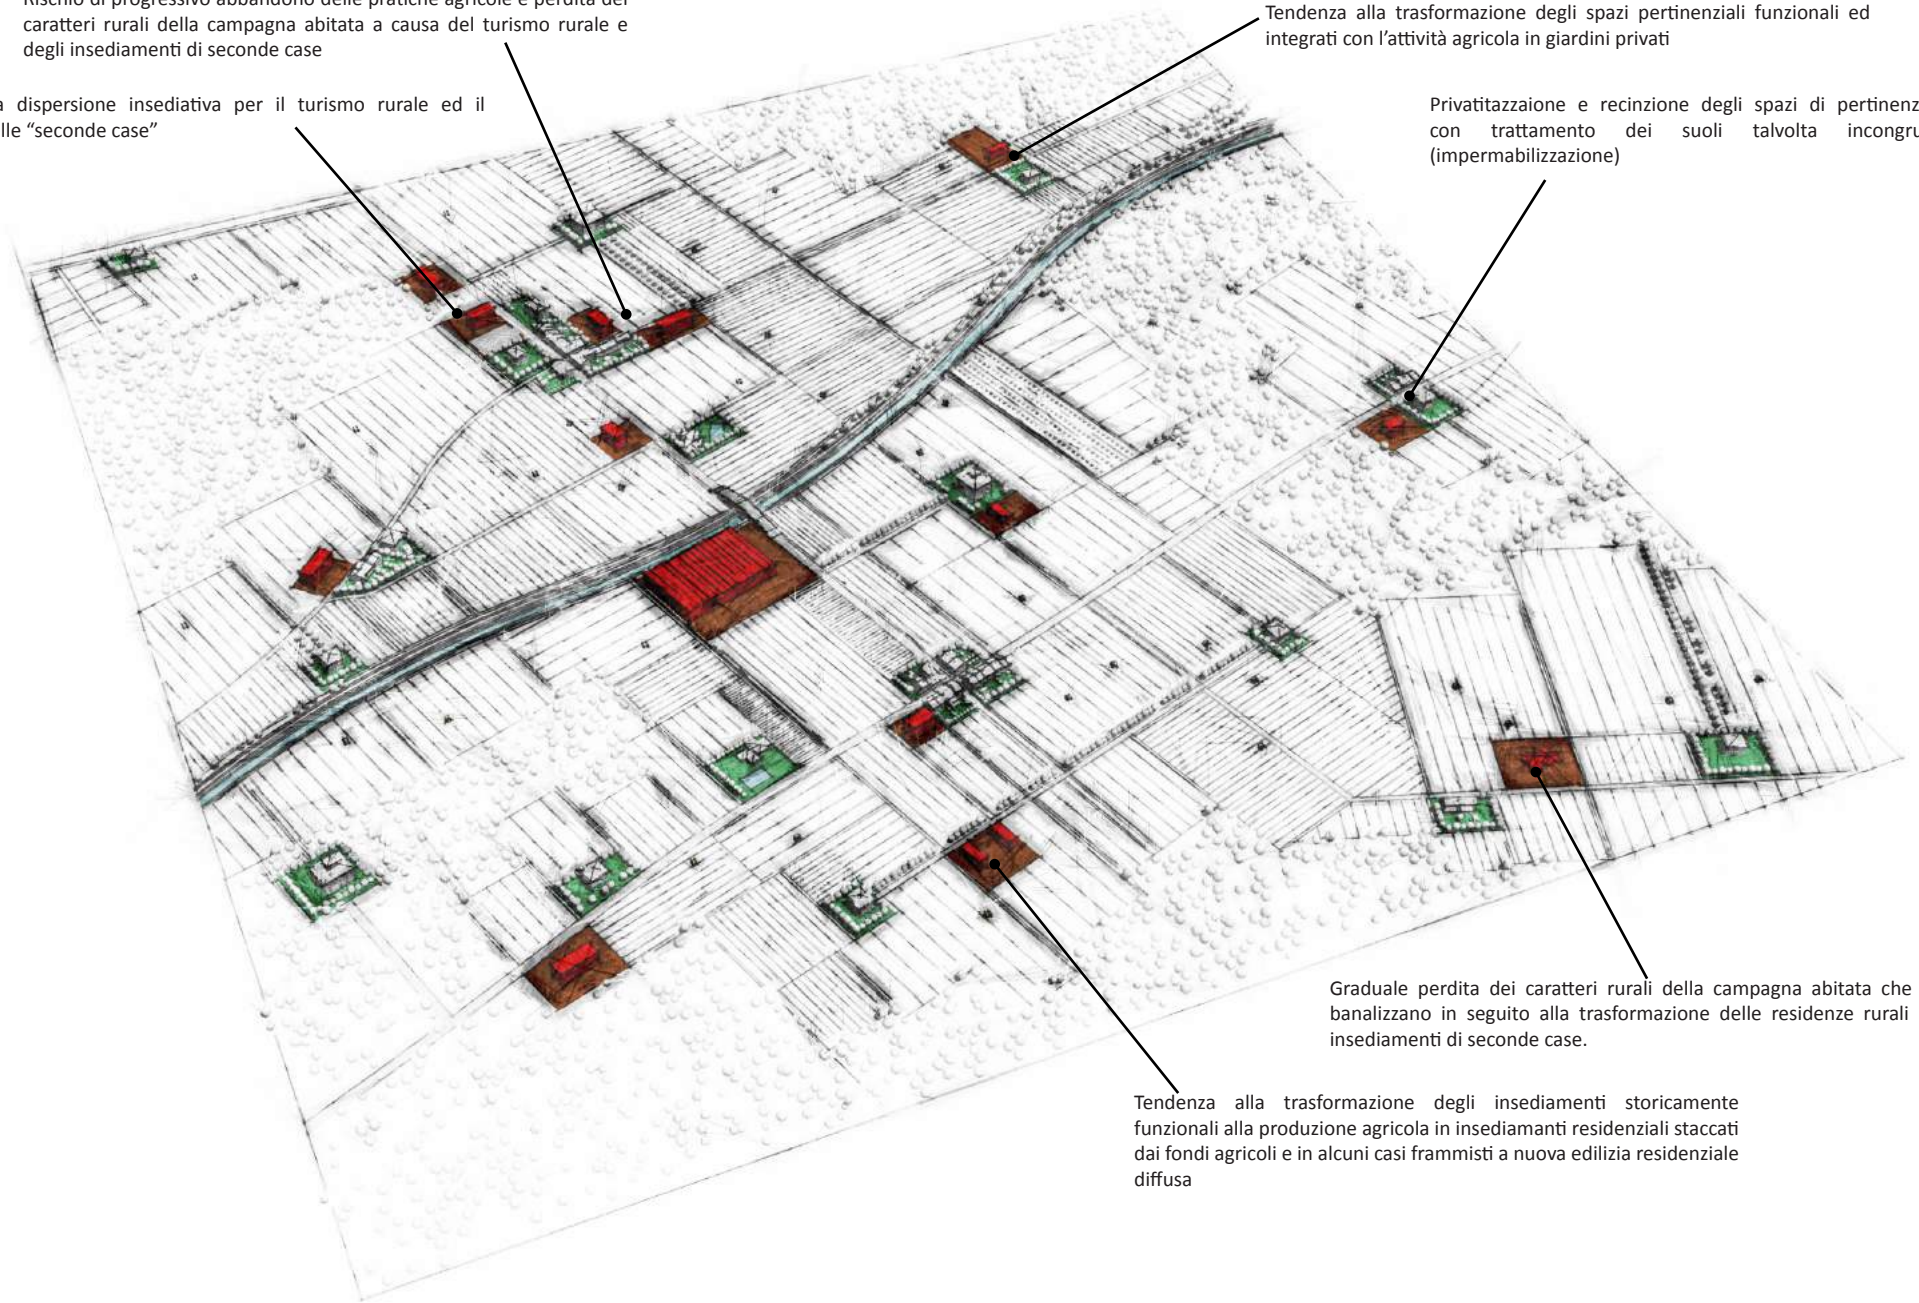 Rischio di progressivo abbandono delle pratiche agricole e perdita dei
caratteri rurali della campagna abitata a causa del turismo rurale e
degli insediamenti di seconde case
dispersione insediativa per il turismo rurale ed il
"seconde case"
Tendenza alla trasformazione degli spazi pertinenziali funzionali ed
integrati con l'attività agricola in giardini privati
Privatitazzaione e recinzione degli spazi di pertinenz
con trattamento dei suoli talvolta incongru
(impermabilizzazione)
Graduale perdita dei caratteri rurali della campagna abitata che
banalizzano in seguito alla trasformazione delle residenze rurali
insediamenti di seconde case.
Tendenza alla trasformazione degli insediamenti storicamente
funzionali alla produzione agricola in insediamanti residenziali staccati
dai fondi agricoli e in alcuni casi frammisti a nuova edilizia residenziale
diffusa